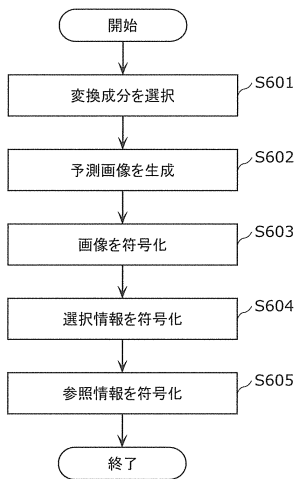 開始
変換成分を選択
S601
予測画像を生成
S602
画像を符号化
S603
選択情報を符号化
S604
参照情報を符号化
S605
終了